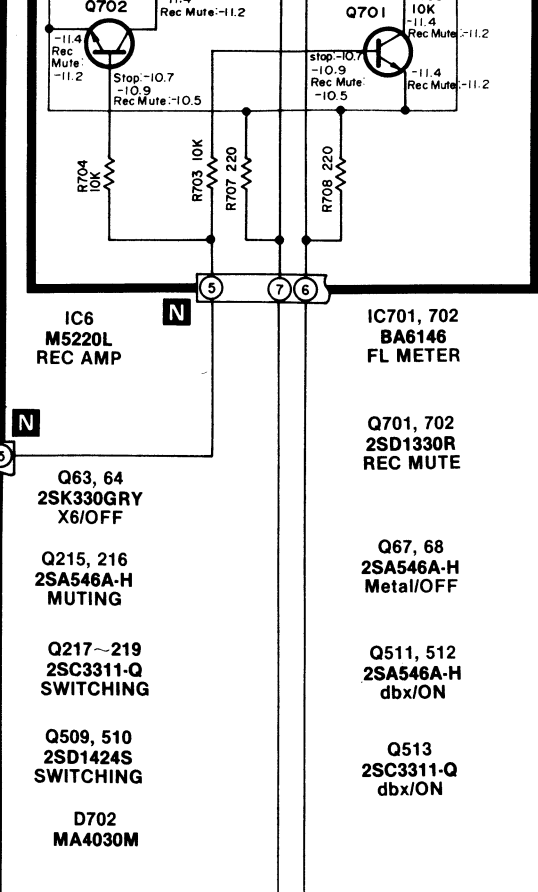 Q702
-11.4
Rec Mute:-11.2
-11.4
Rec
Mute:
-11.2
Stop:-10.7
-10.9
Rec Mute:-10.5
Q701
10K
-11.4
Rec Mute:-11.2
stop:-10.7
-10.9
Rec Mute:
-10.5
-11.4
Rec Mute:-11.2
R704
10K
R703 10K
R707 220
R708 220
5
7
6
N
IC6
M5220L
REC AMP
IC701, 702
BA6146
FL METER
N
Q701, 702
2SD1330R
REC MUTE
Q63, 64
2SK330GRY
X6/OFF
Q67, 68
2SA546A-H
Metal/OFF
Q215, 216
2SA546A-H
MUTING
Q217~219
2SC3311-Q
SWITCHING
Q511, 512
2SA546A-H
dbx/ON
Q509, 510
2SD1424S
SWITCHING
Q513
2SC3311-Q
dbx/ON
D702
MA4030M